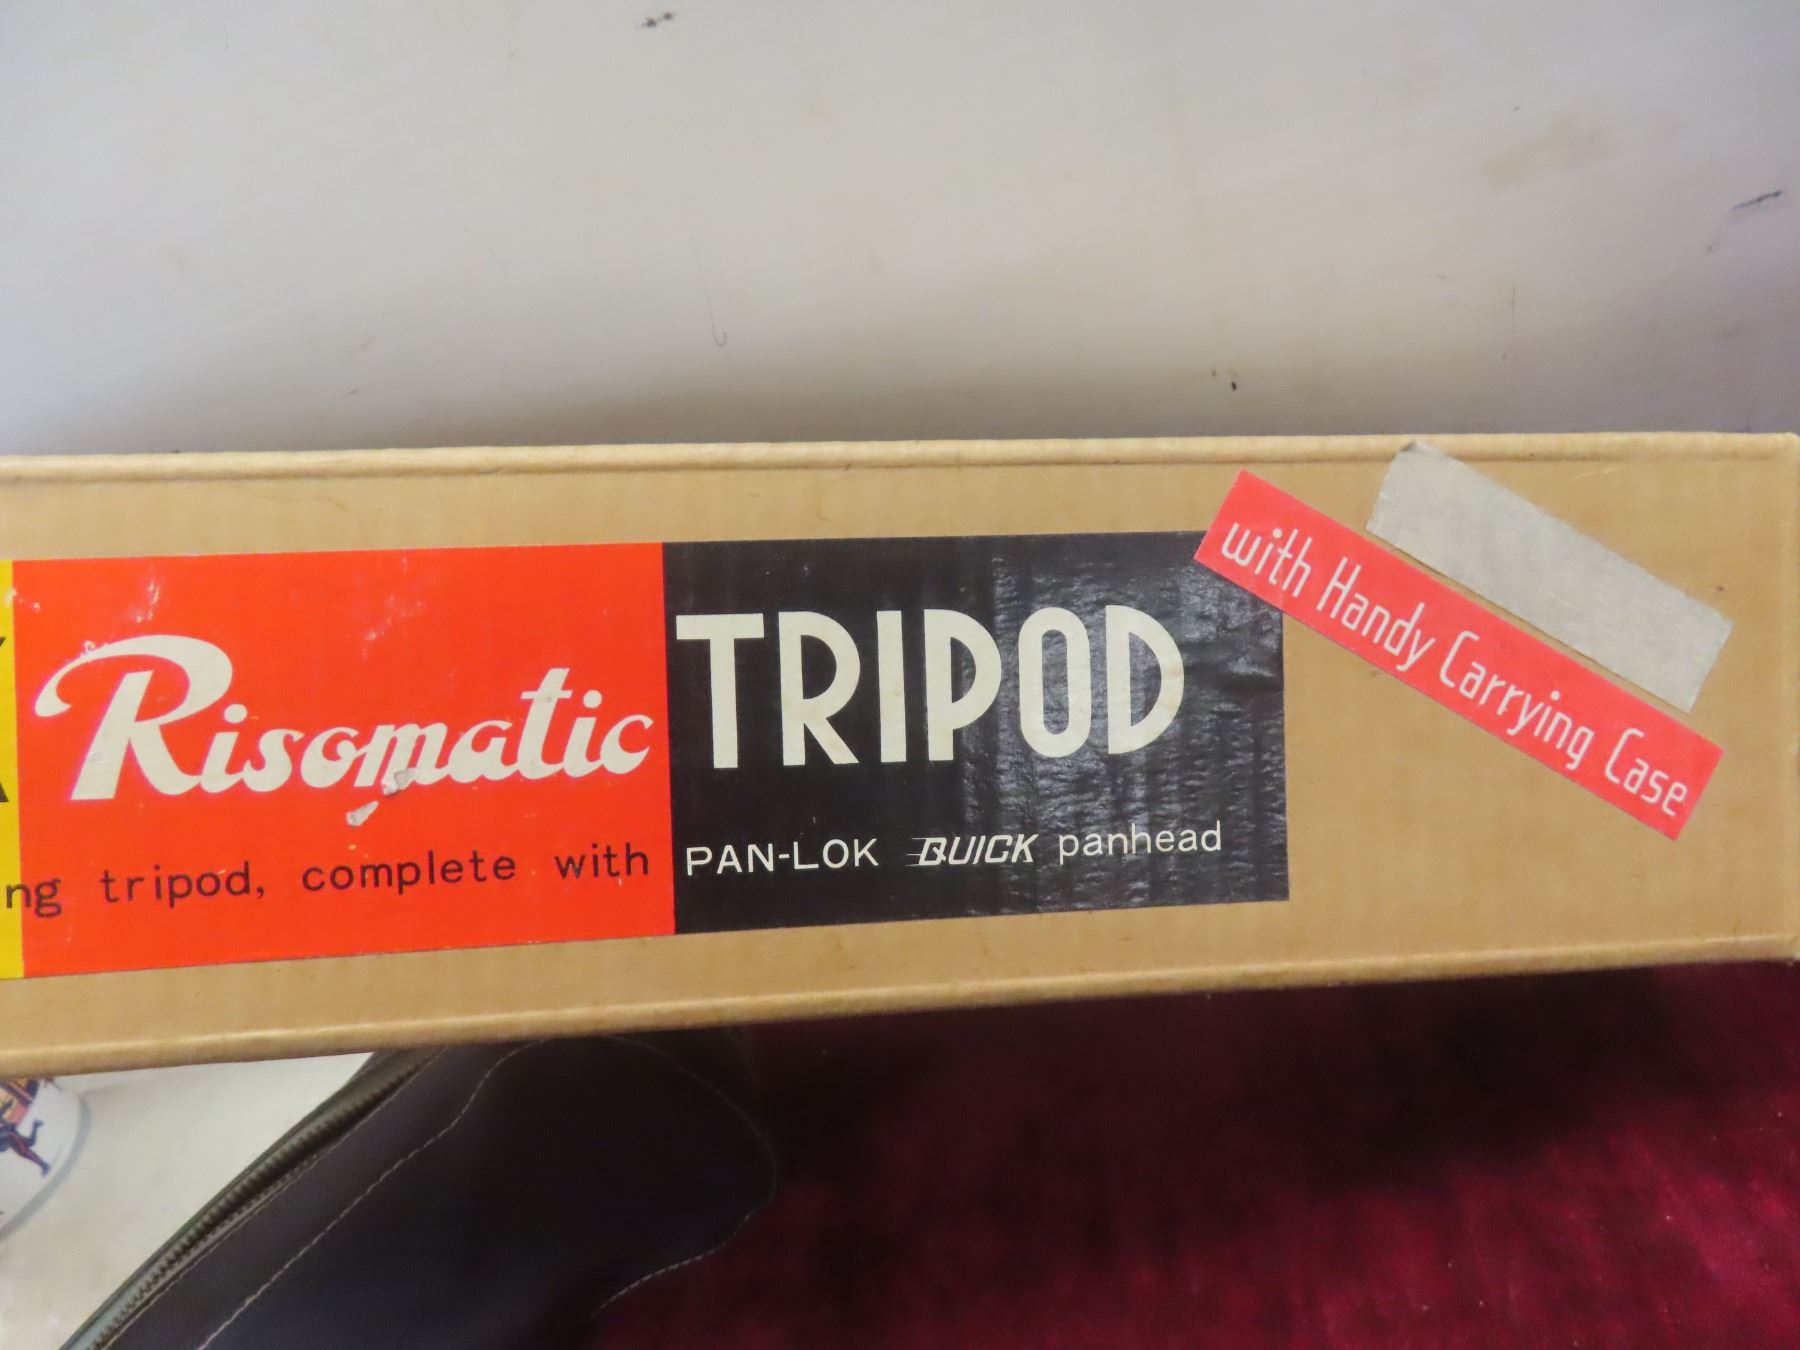 Risomatic TRIPOD
ng tripod, complete with PAN-LOK QUICK panhead
with Handy Carrying Case